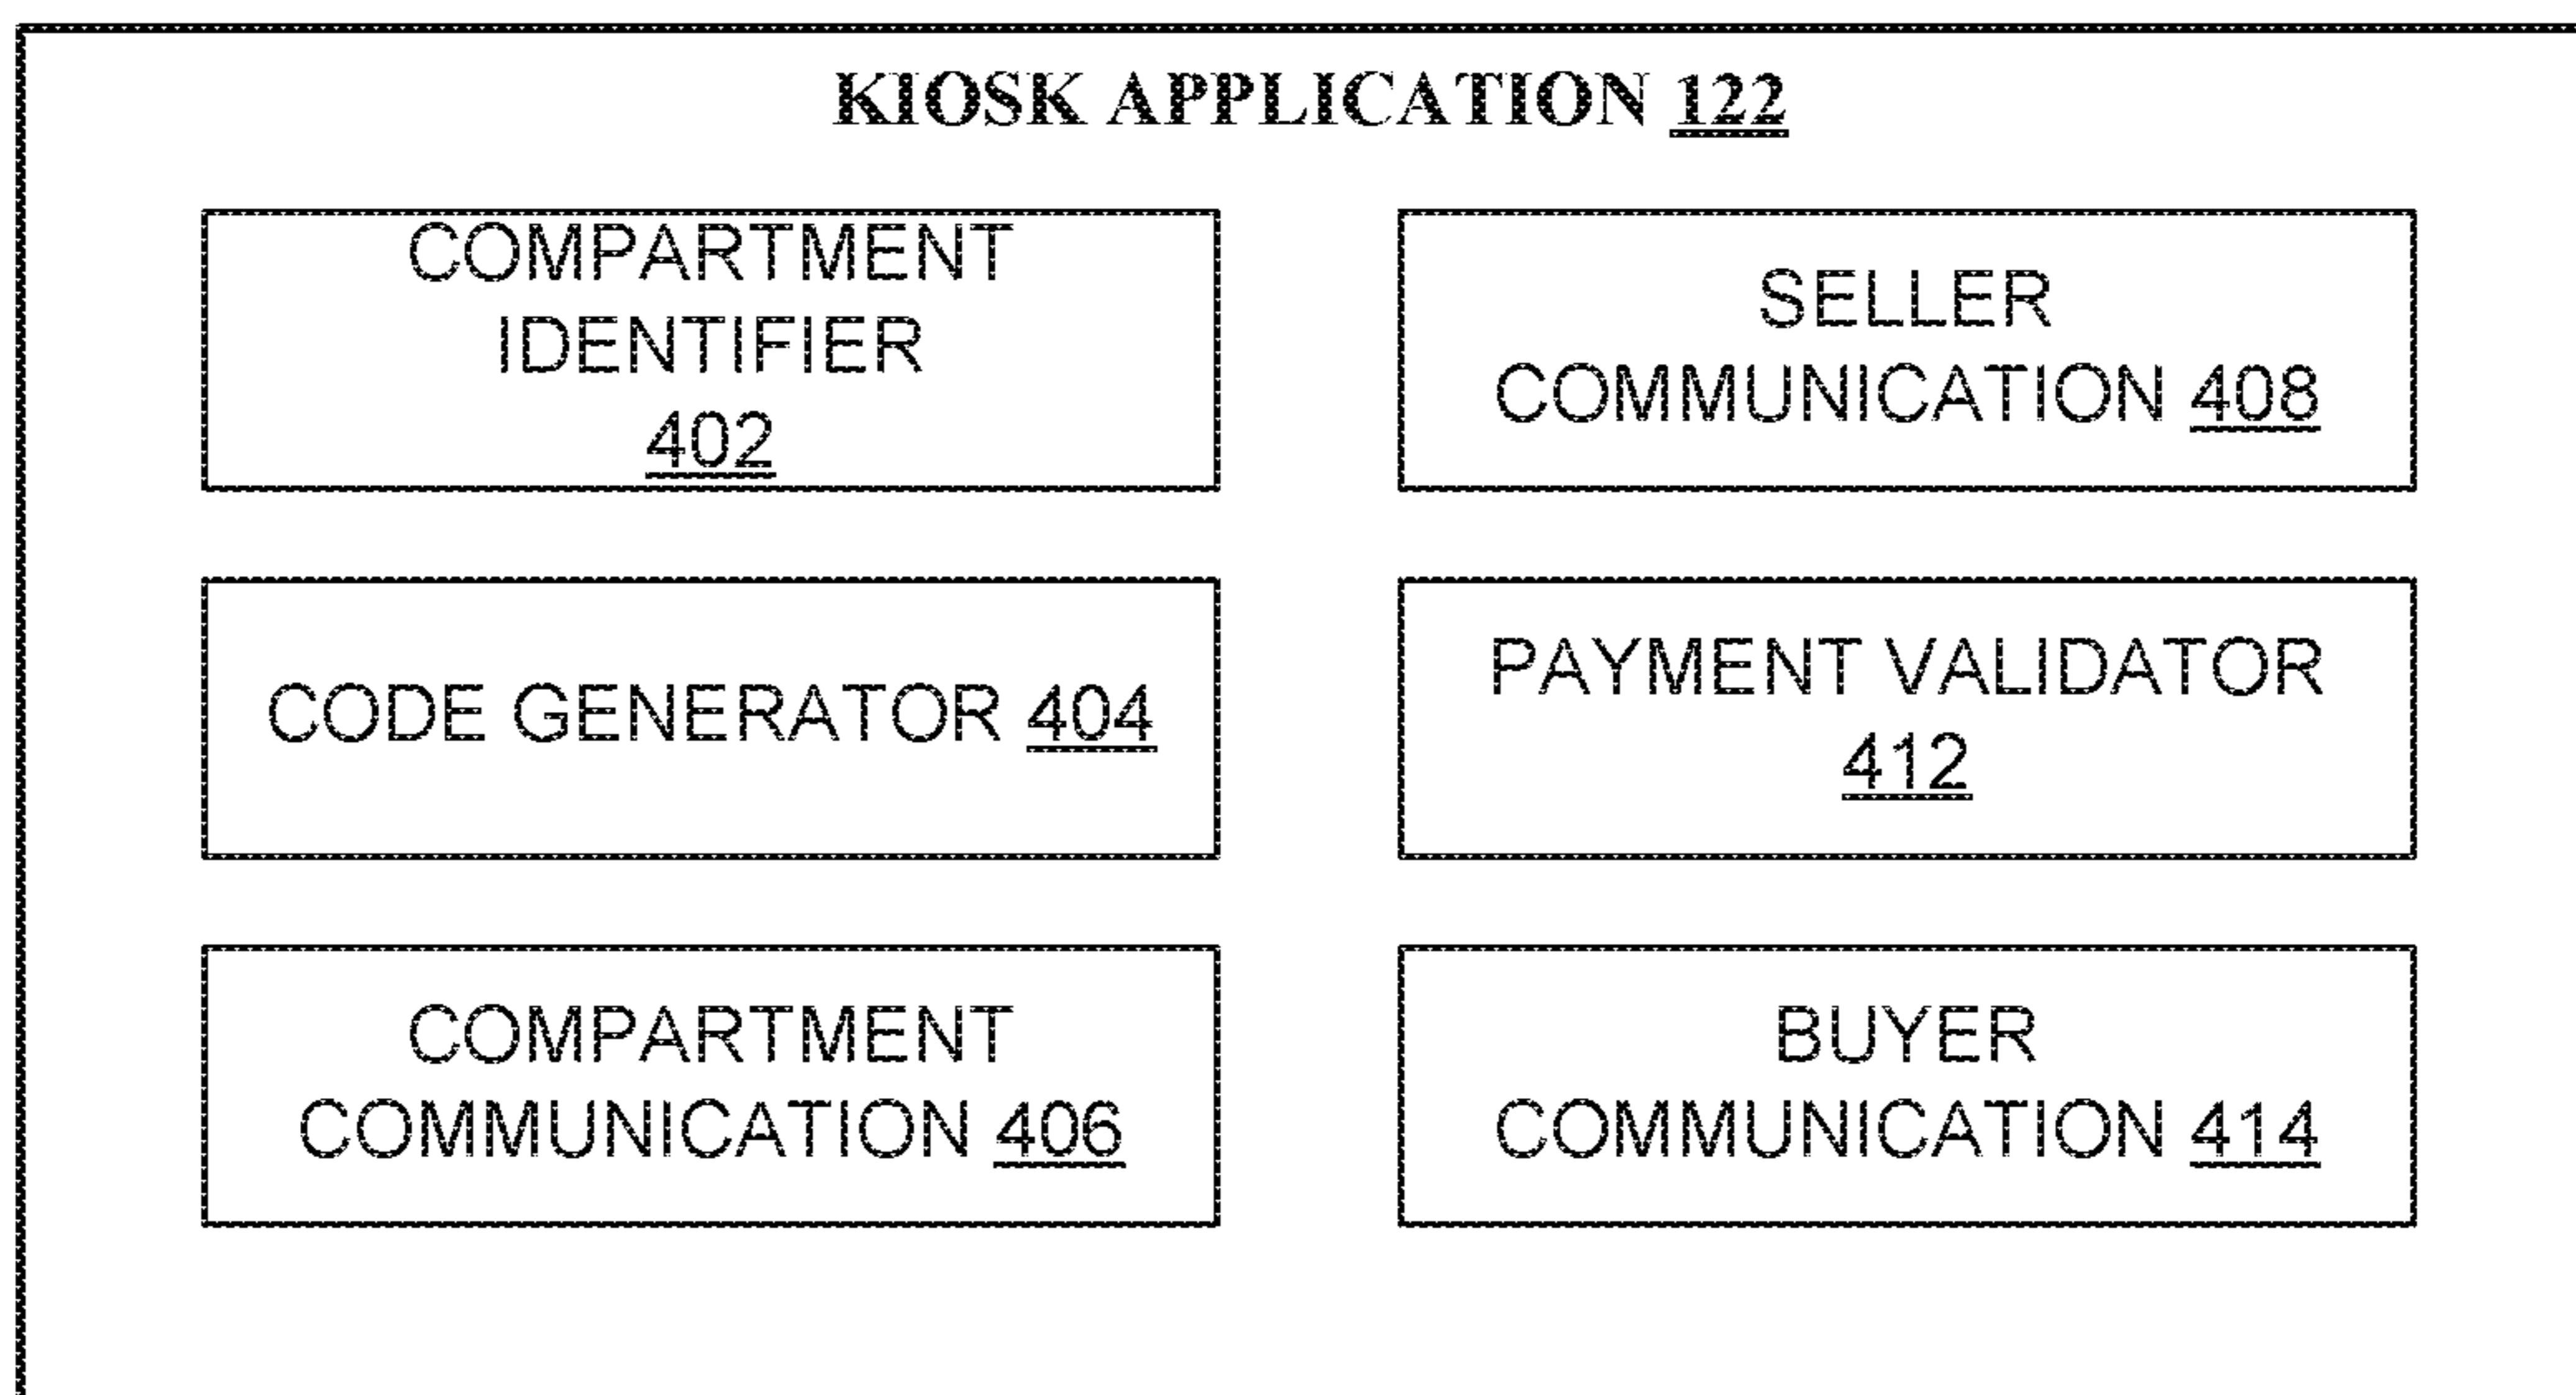 KIOSK APPLICATION 122
COMPARTMENT
IDENTIFIER
402
SELLER
COMMUNICATION 408
CODE GENERATOR 404
PAYMENT VALIDATOR
412
COMPARTMENT
COMMUNICATION 406
BUYER
COMMUNICATION 414